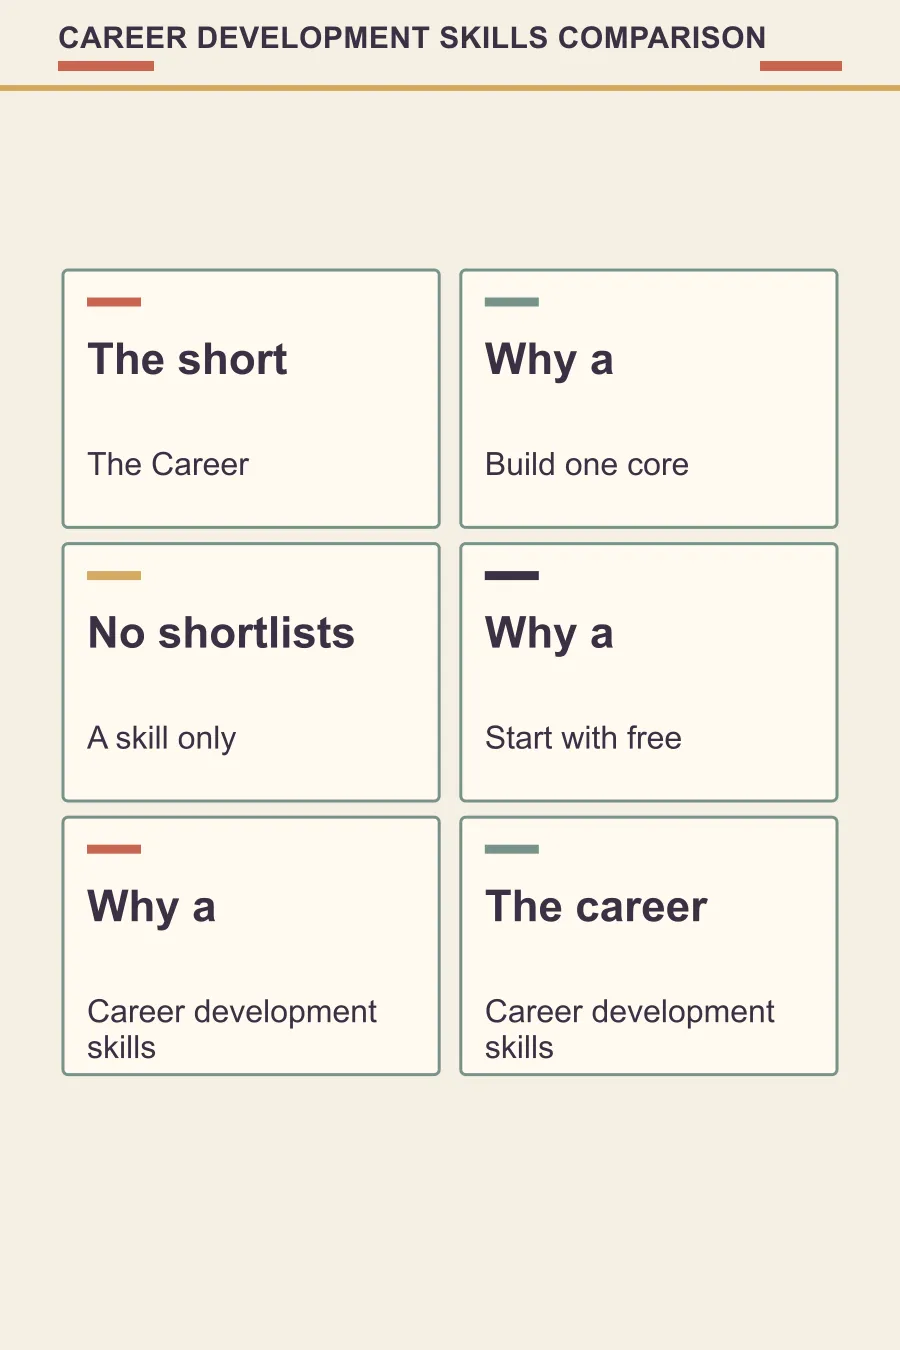 CAREER DEVELOPMENT SKILLS COMPARISON
The short
The Career
Why a
Build one core
No shortlists
A skill only
Why a
Start with free
Why a
Career development
skills
The career
Career development
skills